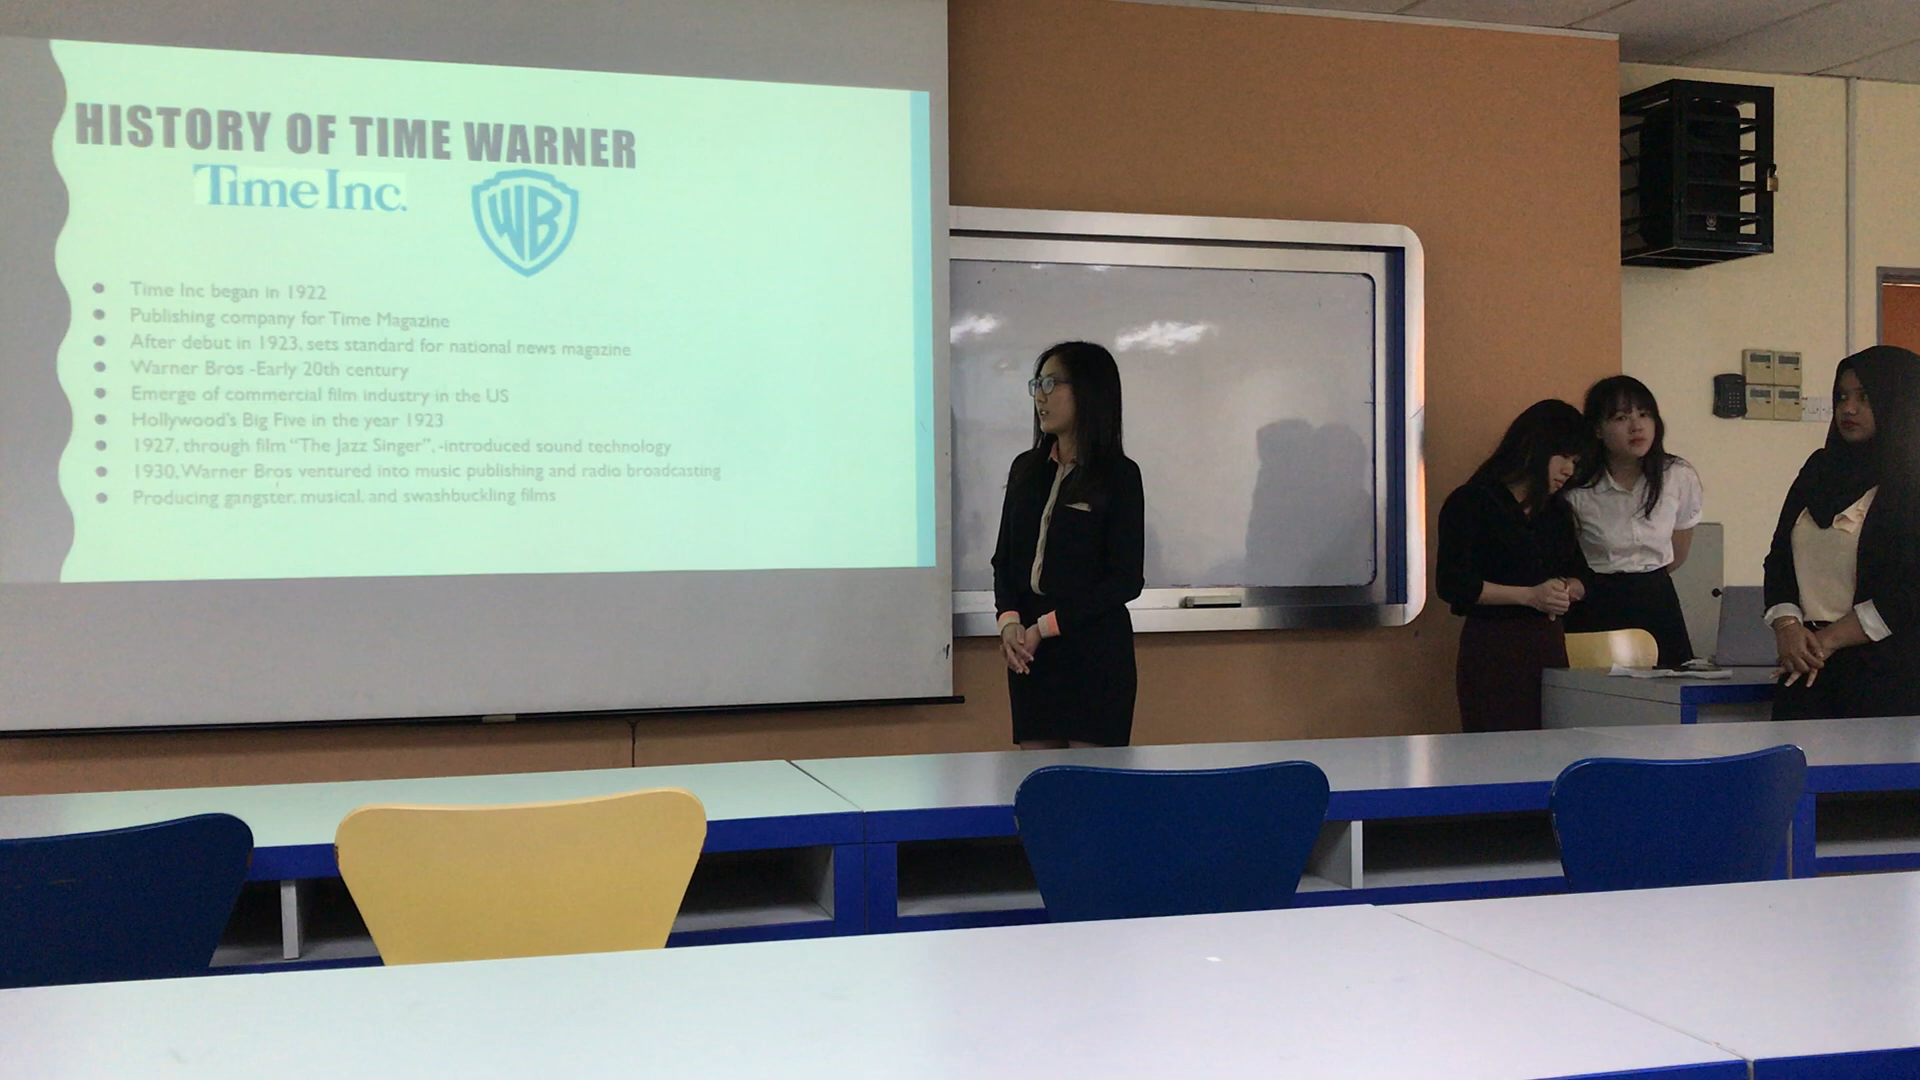 HISTORY OF TIME WARNER
Time Inc.
WB
Time Inc began in 1922
Publishing company for Time Magazine
After debut in 1923, sets standard for national news magazine
Warner Bros -Early 20th century
Emerge of commercial film industry in the US
Hollywood's Big Five in the year 1923
1927, through film "The Jazz Singer", -introduced sound technology
1930, Warner Bros ventured into music publishing and radio broadcasting
Producing gangster, musical, and swashbuckling films